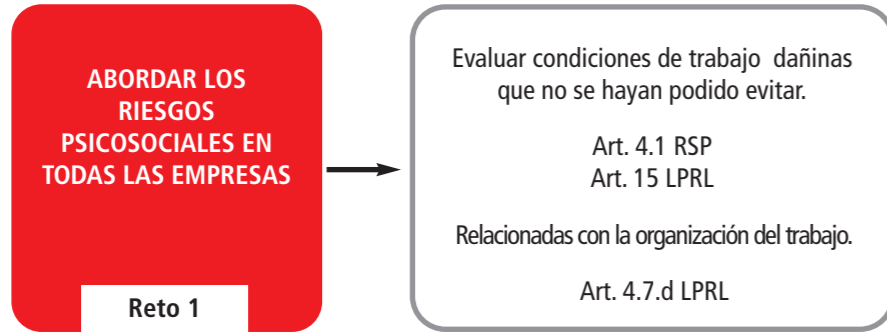 ABORDAR LOS
RIESGOS
PSICOSOCIALES EN
TODAS LAS EMPRESAS
Reto 1
Evaluar condiciones de trabajo dañinas
que no se hayan podido evitar.
Art. 4.1 RSP
Art. 15 LPRL
Relacionadas con la organización del trabajo.
Art. 4.7.d LPRL